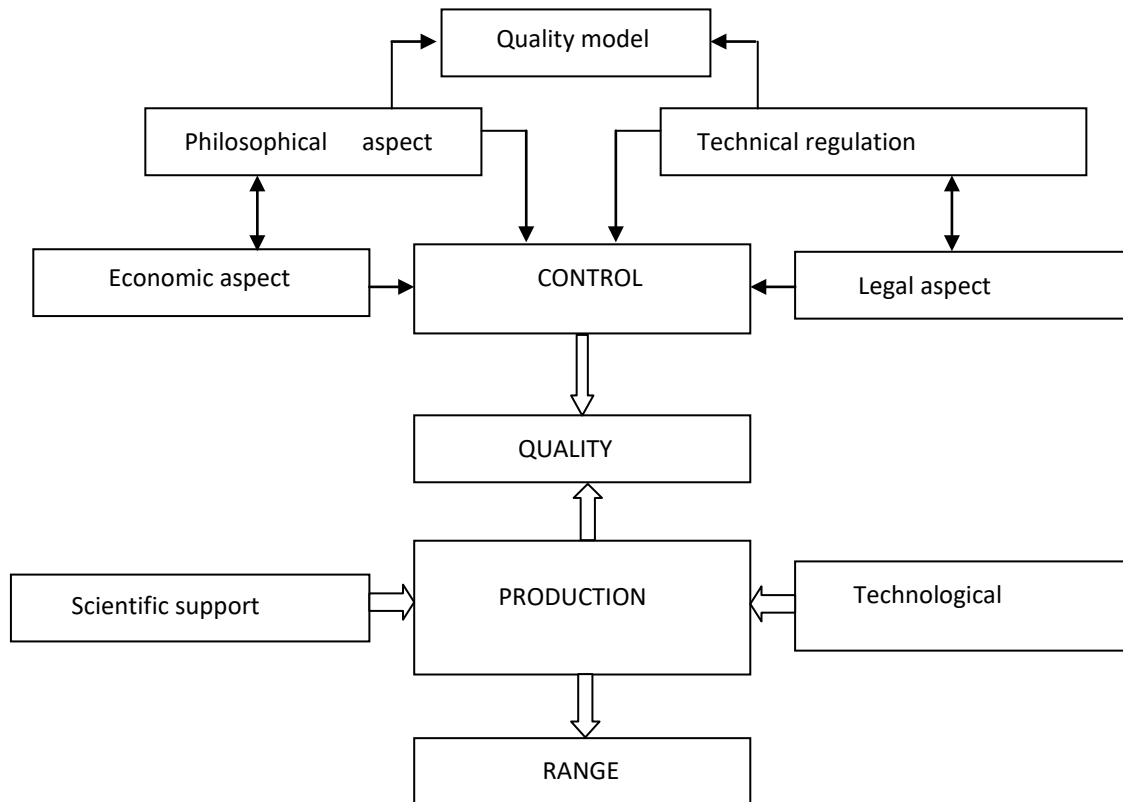 Quality model
Philosophical aspect
Technical regulation
Economic aspect
CONTROL
Legal aspect
QUALITY
Scientific support
PRODUCTION
Technological
RANGE